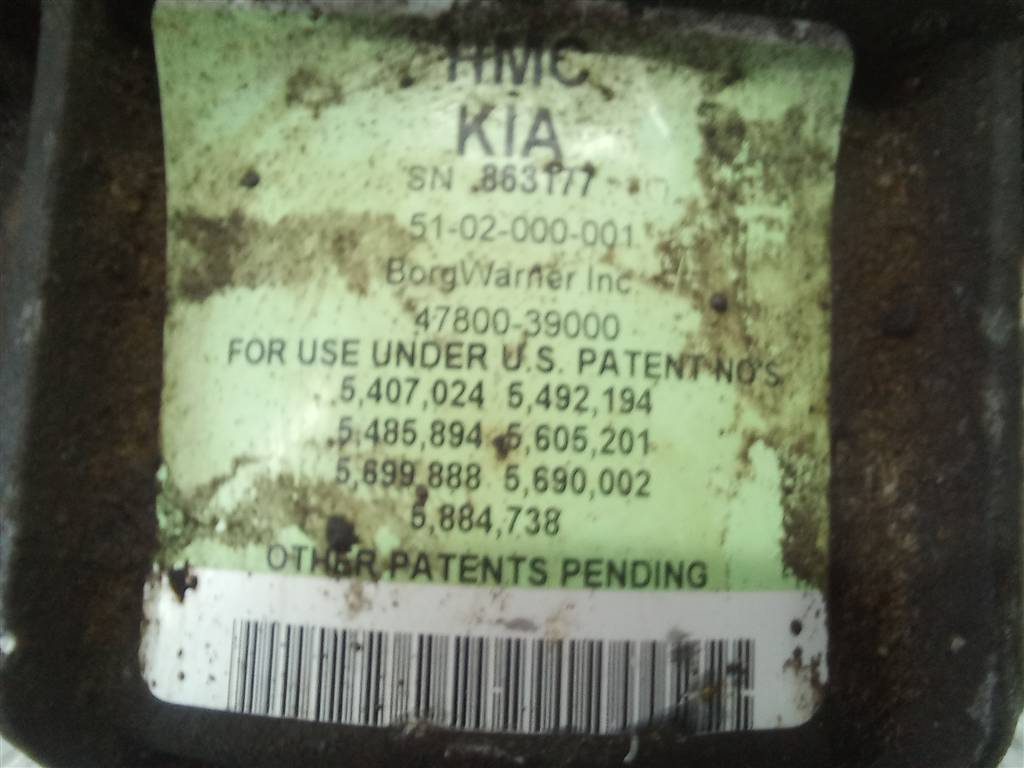 HMC
KIA
SN 863177
51-02-000-001
BorgWarner Inc
47800-39000
FOR USE UNDER U.S. PATENT NO'S
5,407,024 5,492,194
5,485,894 5,605,201
5,699,888 5,690,002
5,884,738
OTHER PATENTS PENDING